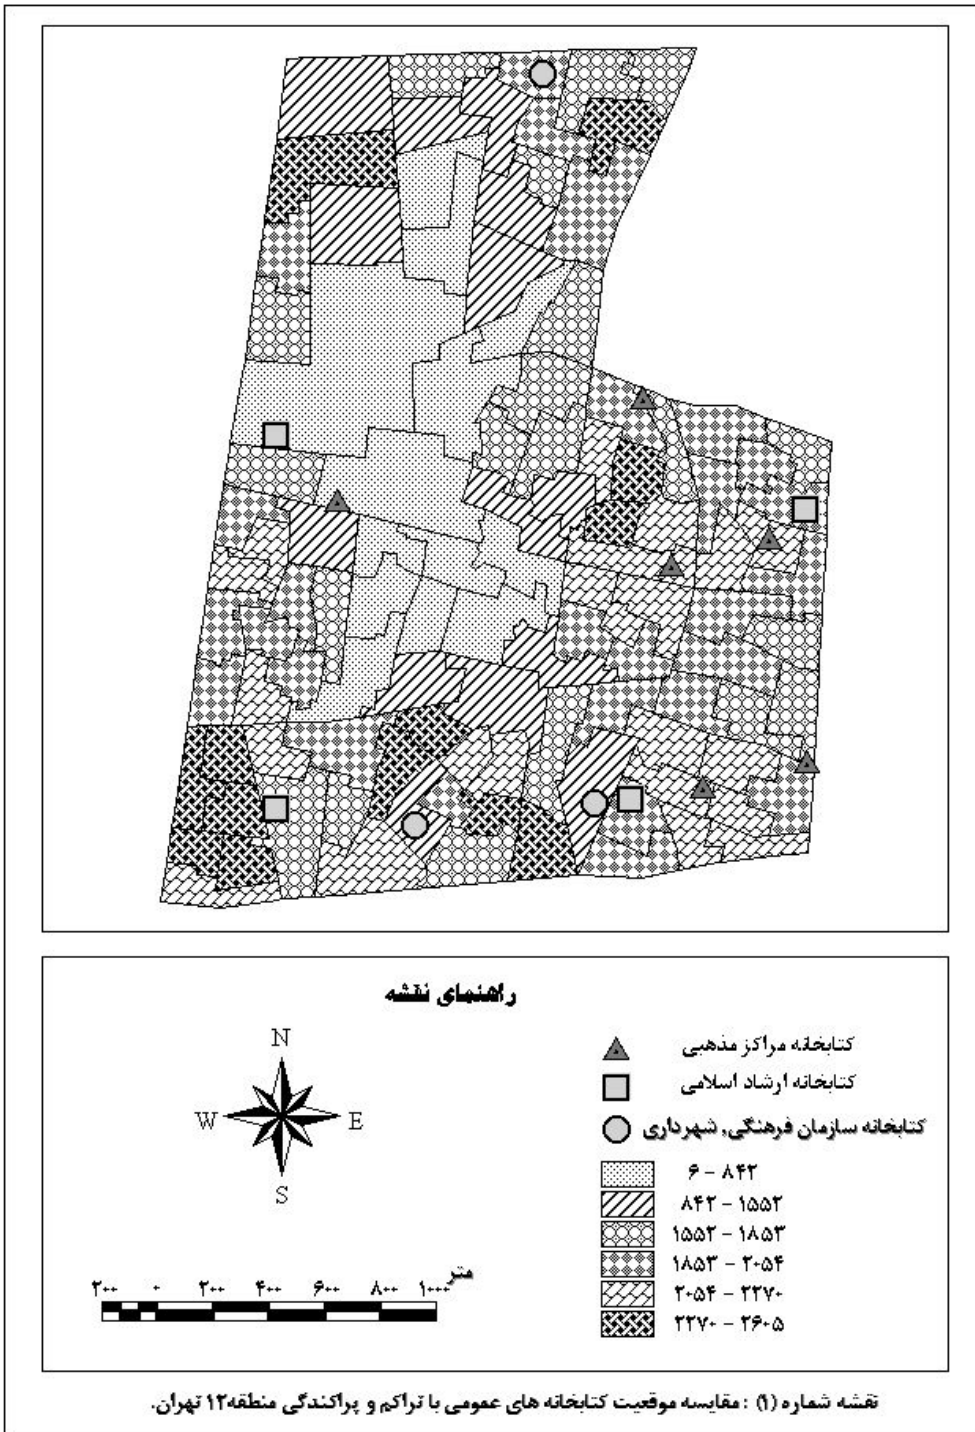 راهنمای نقشه
N
W E
S
کتابخانه مراکز مذهبی
کتابخانه ارشاد اسلامی
کتابخانه سازمان فرهنگی, شهرداری
۶ - ۸۴۲
۸۴۲ - ۱۵۵۲
۱۵۵۲ - ۱۸۵۳
۱۸۵۳ - ۲۰۵۴
۲۰۵۴ - ۲۲۷۰
۲۲۷۰ - ۲۶۰۵
۲۰۰ ۰ ۲۰۰ ۴۰۰ ۶۰۰ ۸۰۰ ۱۰۰۰ متر
نقشه شماره (۱) : مقایسه موقعیت کتابخانه های عمومی با تراکم و پراکندگی منطقه۱۲ تهران.